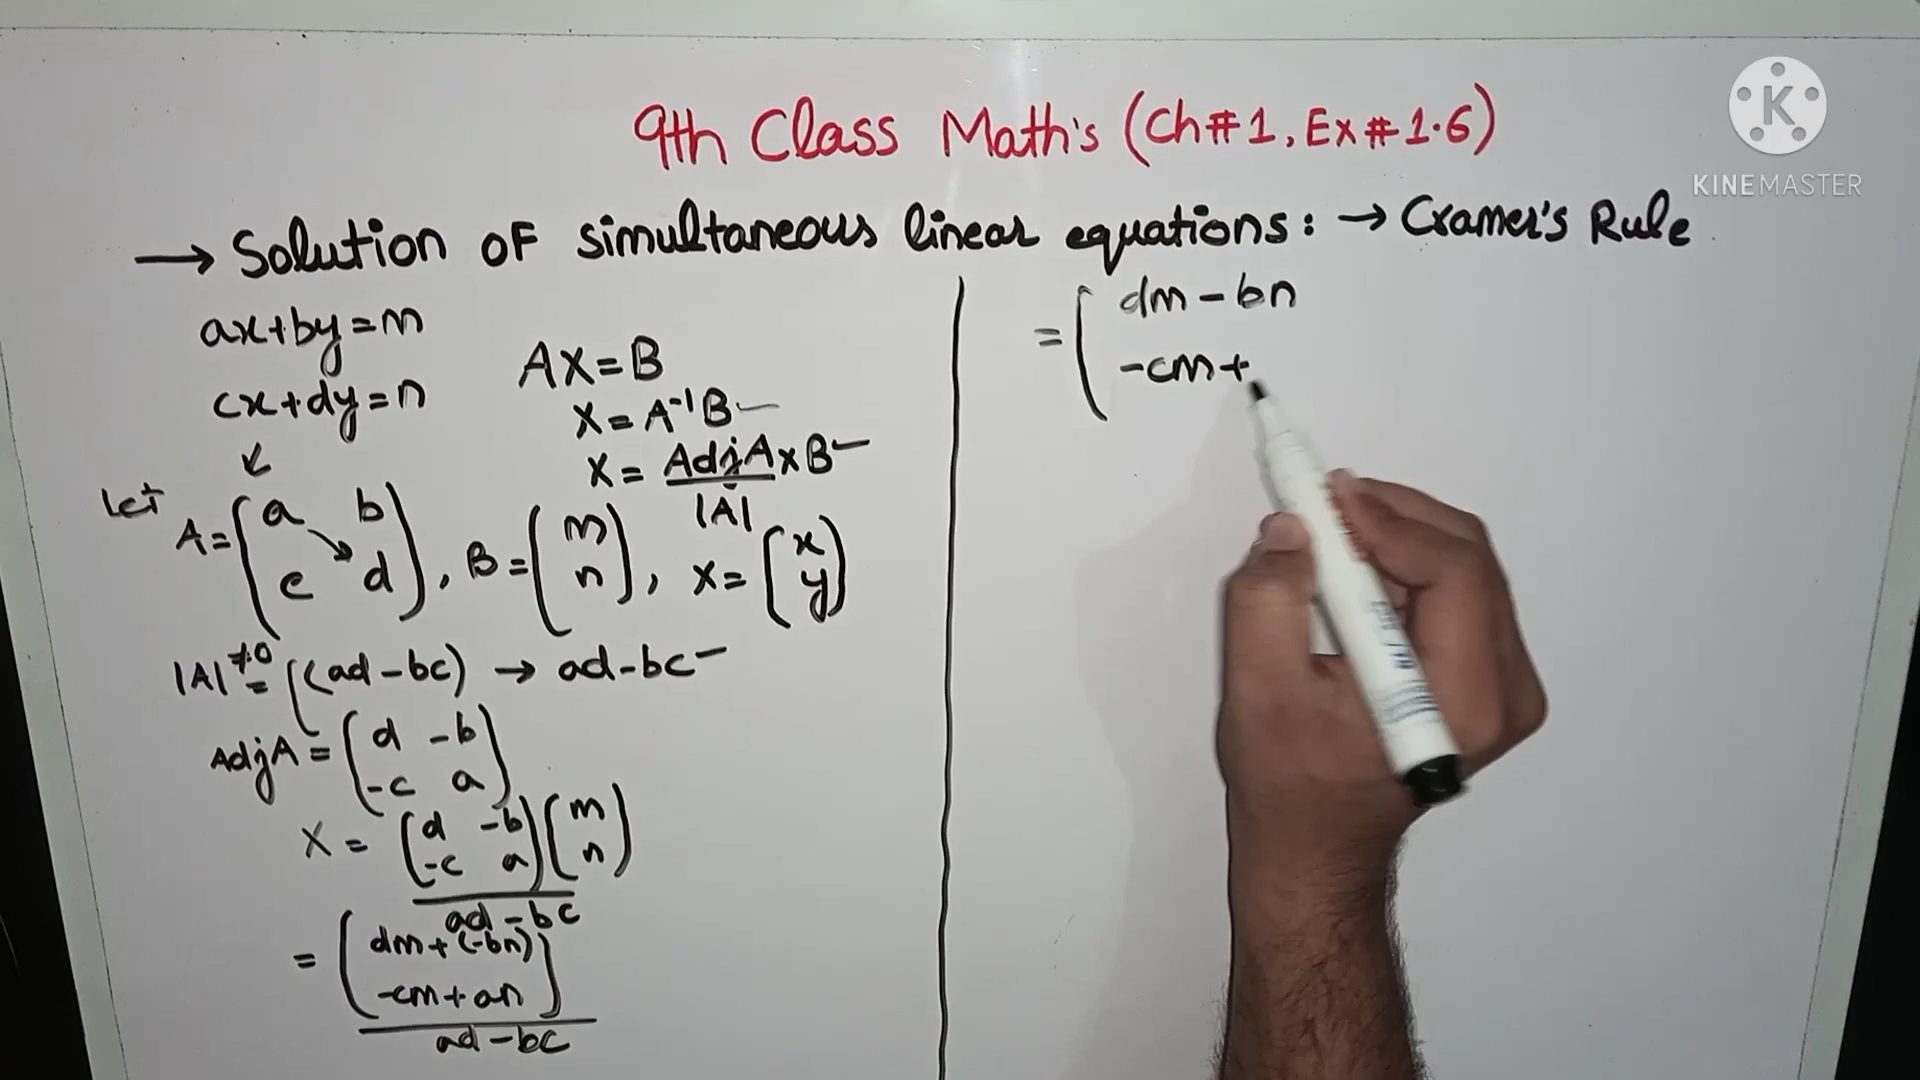 9th Class Math's (Ch#1, Ex#1.6)
KINEMASTER
→ Solution of simultaneous linear equations: → Cramer's Rule
ax+by=m
cx+dy=n
AX=B
X=A⁻¹B
X = AdjA/|A| × B
Let A = (a b; c d), B = (m; n), X = (x; y)
|A| ≠0 = (ad-bc) → ad-bc
AdjA = (d -b; -c a)
X = (d -b; -c a)(m; n) / ad-bc
= (dm+(-bn); -cm+an) / ad-bc
= (dm-bn
-cm+